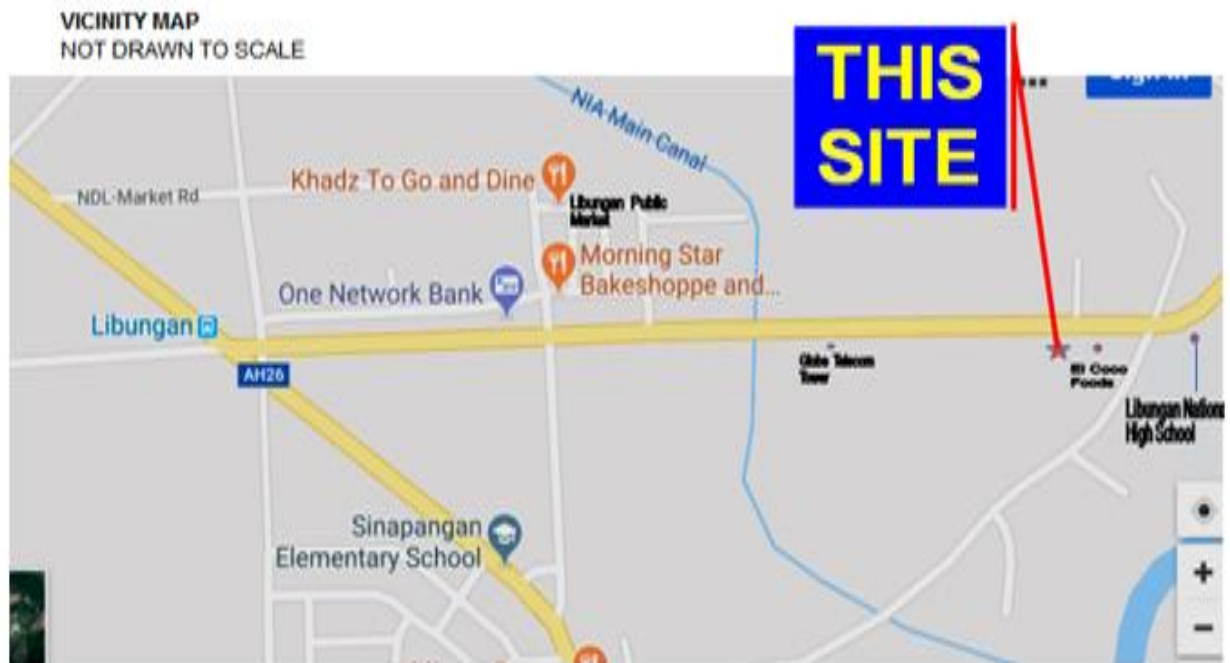 VICINITY MAP
NOT DRAWN TO SCALE
THIS
SITE
NIA Main Canal
Khadz To Go and Dine
NDL-Market Rd
Libungan Public
Market
Morning Star
Bakeshoppe and...
One Network Bank
Libungan
AH26
Globe Telecom
Tower
El Coco
Foods
Libungan Nation
High School
Sinapangan
Elementary School
+
−